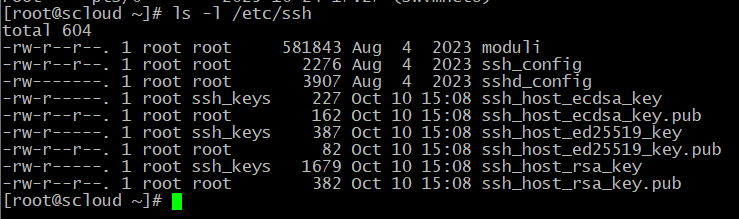 [root@scloud ~]# ls -l /etc/ssh
total 604
-rw-r--r--. 1 root root     581843 Aug  4  2023 moduli
-rw-r--r--. 1 root root       2276 Aug  4  2023 ssh_config
-rw-------. 1 root root       3907 Aug  4  2023 sshd_config
-rw-r-----. 1 root ssh_keys    227 Oct 10 15:08 ssh_host_ecdsa_key
-rw-r--r--. 1 root root        162 Oct 10 15:08 ssh_host_ecdsa_key.pub
-rw-r-----. 1 root ssh_keys    387 Oct 10 15:08 ssh_host_ed25519_key
-rw-r--r--. 1 root root         82 Oct 10 15:08 ssh_host_ed25519_key.pub
-rw-r-----. 1 root ssh_keys   1679 Oct 10 15:08 ssh_host_rsa_key
-rw-r--r--. 1 root root        382 Oct 10 15:08 ssh_host_rsa_key.pub
[root@scloud ~]#